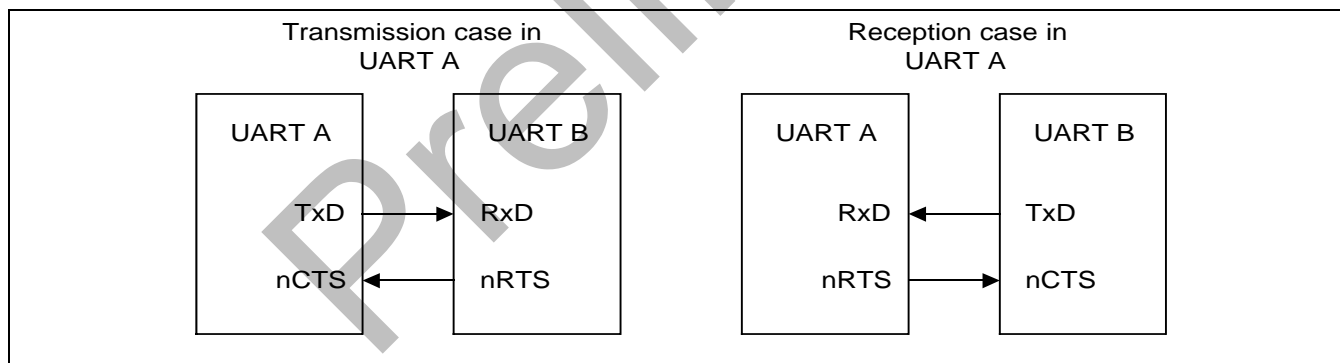 Transmission case in
UART A
Reception case in
UART A
UART A
UART B
UART A
UART B
TxD
RxD
RxD
TxD
nCTS
nRTS
nRTS
nCTS
Preli